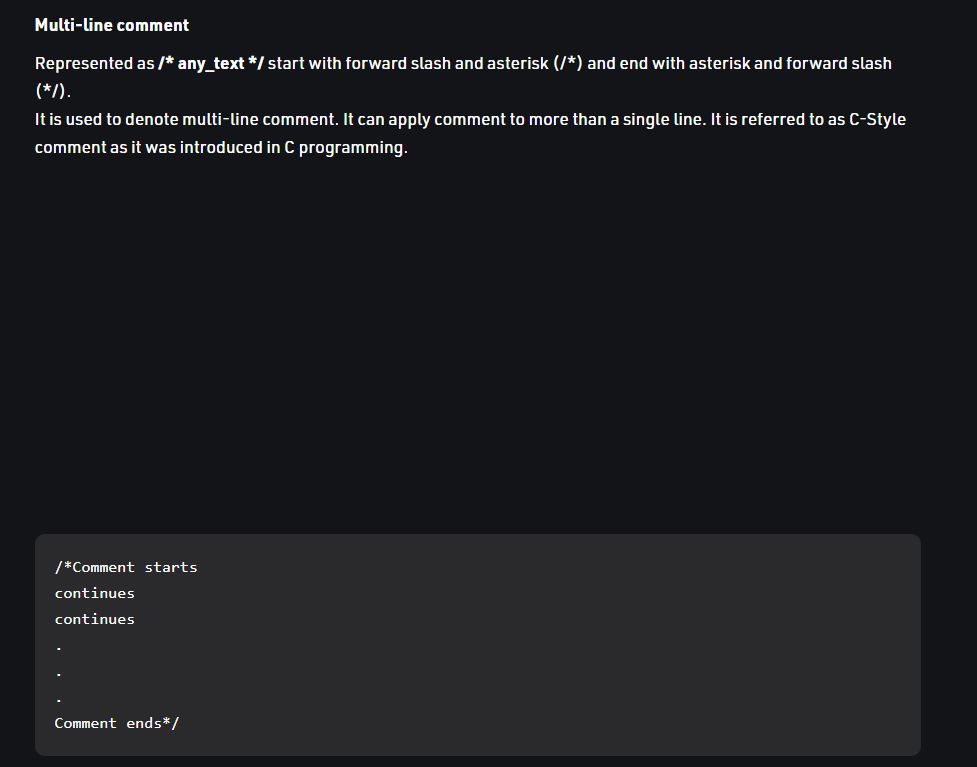 Multi-line comment
Represented as /* any_text */ start with forward slash and asterisk (/*) and end with asterisk and forward slash
(*/).
It is used to denote multi-line comment. It can apply comment to more than a single line. It is referred to as C-Style
comment as it was introduced in C programming.
/*Comment starts
continues
continues
.
.
.
Comment ends*/